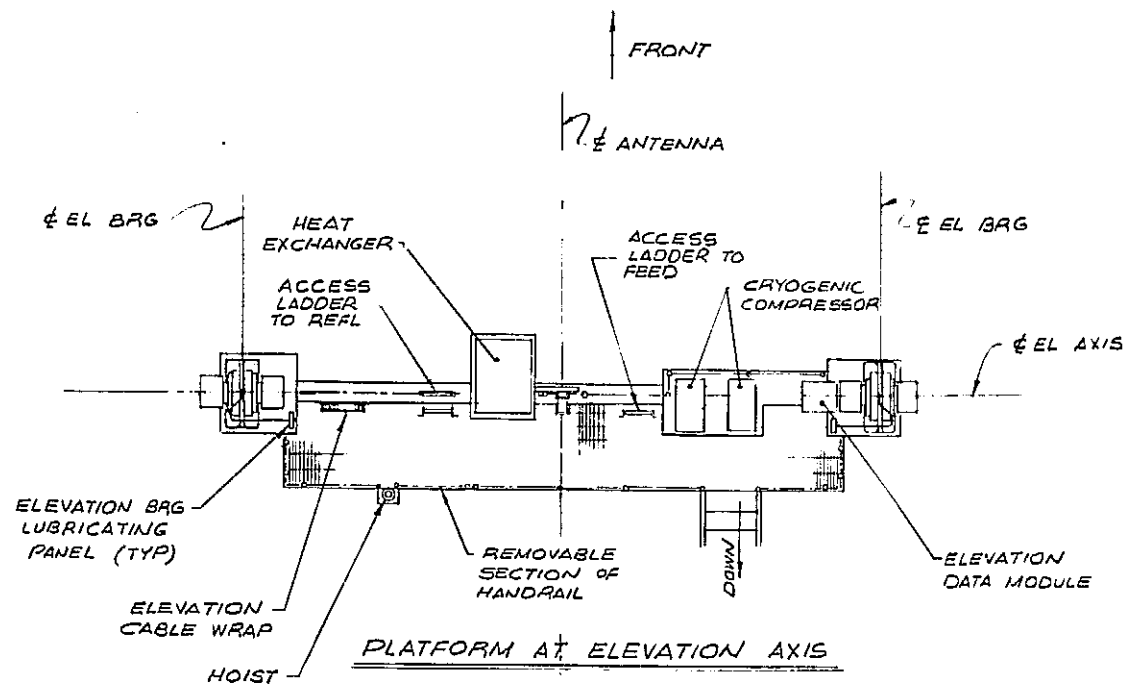 FRONT
℄ ANTENNA
℄ EL BRG
HEAT
EXCHANGER
ACCESS
LADDER TO
FEED
℄ EL BRG
ACCESS
LADDER
TO REFL
CRYOGENIC
COMPRESSOR
℄ EL AXIS
ELEVATION BRG
LUBRICATING
PANEL (TYP)
REMOVABLE
SECTION OF
HANDRAIL
DOWN
ELEVATION
DATA MODULE
ELEVATION
CABLE WRAP
HOIST
PLATFORM AT ELEVATION AXIS